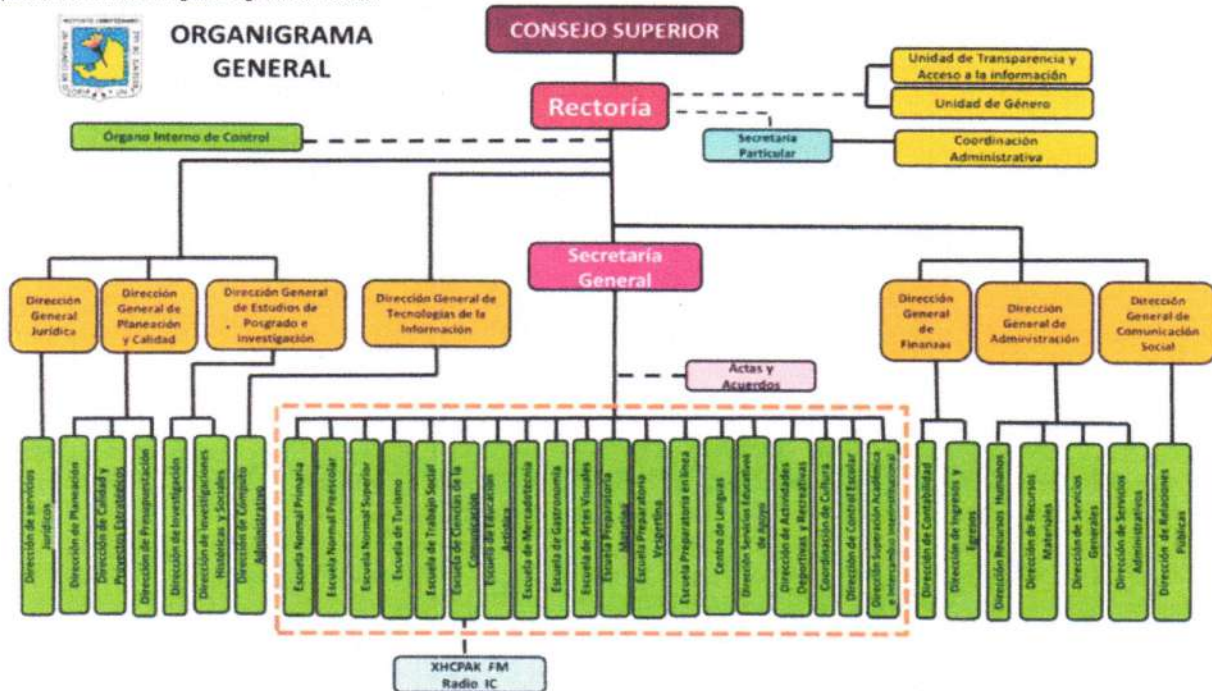 ORGANIGRAMA
GENERAL
CONSEJO SUPERIOR
Rectoría
Unidad de Transparencia y
Acceso a la información
Unidad de Género
Órgano Interno de Control
Secretaría
Particular
Coordinación
Administrativa
Secretaría
General
Dirección
General
Jurídica
Dirección
General de
Planeación
y Calidad
Dirección General
de Estudios de
Posgrado e
Investigación
Dirección General de
Tecnologías de la
Información
Dirección
General
de
Finanzas
Dirección
General de
Administración
Dirección
General de
Comunicación
Social
Actas y
Acuerdos
Dirección de servicios
Jurídicos
Dirección de Planeación
Dirección de Calidad y
Proyectos Estratégicos
Dirección de Presupuestación
Dirección de Investigación
Dirección de Investigaciones
Históricas y Sociales
Dirección de Cómputo
Administrativo
Escuela Normal Primaria
Escuela Normal Preescolar
Escuela Normal Superior
Escuela de Turismo
Escuela de Trabajo Social
Escuela de Ciencias de la
Comunicación
Escuela de Educación
Artística
Escuela de Mercadotecnia
Escuela de Gastronomía
Escuela de Artes Visuales
Escuela Preparatoria
Matutina
Escuela Preparatoria
Vespertina
Escuela Preparatoria en línea
Centro de Lenguas
Dirección Servicios Educativos
de Apoyo
Dirección de Actividades
Deportivas y Recreativas
Coordinación de Cultura
Dirección de Control Escolar
Dirección Superación Académica
e Intercambio Interinstitucional
Dirección de Contabilidad
Dirección de Ingresos y
Egresos
Dirección Recursos Humanos
Dirección de Recursos
Materiales
Dirección de Servicios
Generales
Dirección de Servicios
Administrativos
Dirección de Relaciones
Públicas
XHCPAK FM
Radio IC